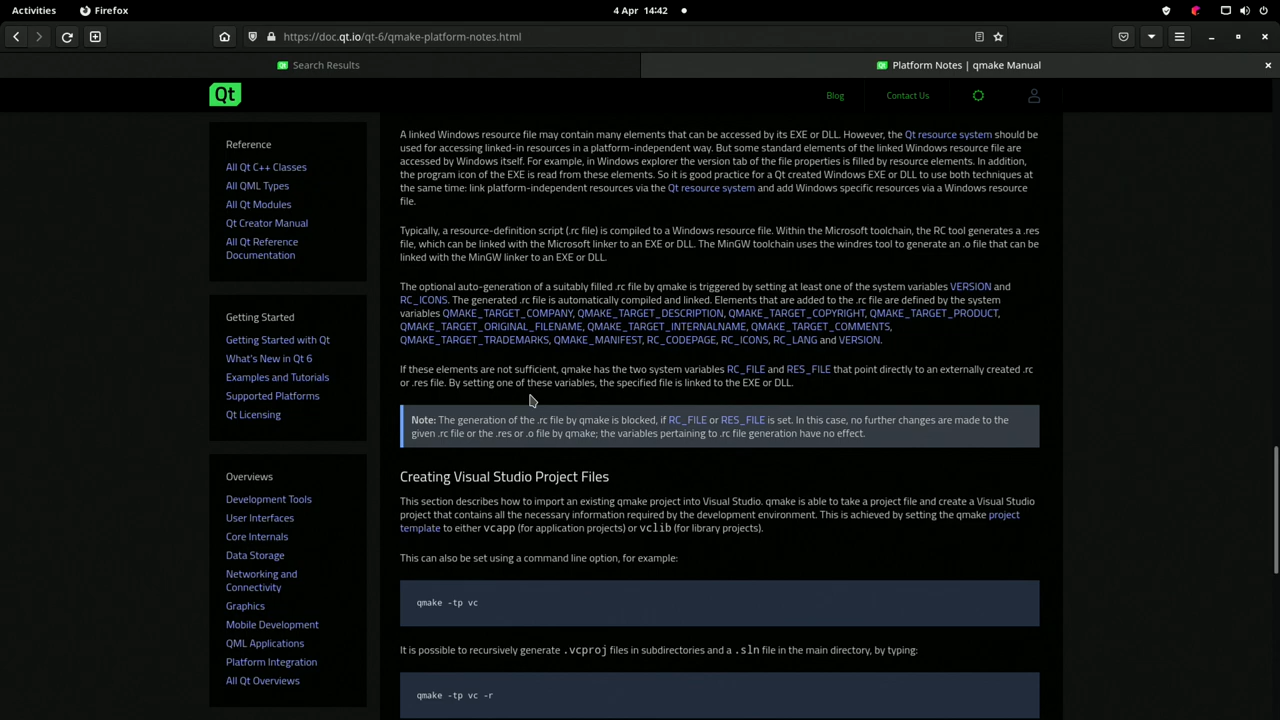 Activities
Firefox
4 Apr 14:42
https://doc.qt.io/qt-6/qmake-platform-notes.html
Search Results
Platform Notes | qmake Manual
Qt
Blog
Contact Us
Reference
All Qt C++ Classes
All QML Types
All Qt Modules
Qt Creator Manual
All Qt Reference
Documentation
Getting Started
Getting Started with Qt
What's New in Qt 6
Examples and Tutorials
Supported Platforms
Qt Licensing
Overviews
Development Tools
User Interfaces
Core Internals
Data Storage
Networking and
Connectivity
Graphics
Mobile Development
QML Applications
Platform Integration
All Qt Overviews
A linked Windows resource file may contain many elements that can be accessed by its EXE or DLL. However, the Qt resource system should be
used for accessing linked-in resources in a platform-independent way. But some standard elements of the linked Windows resource file are
accessed by Windows itself. For example, in Windows explorer the version tab of the file properties is filled by resource elements. In addition,
the program icon of the EXE is read from these elements. So it is good practice for a Qt created Windows EXE or DLL to use both techniques at
the same time: link platform-independent resources via the Qt resource system and add Windows specific resources via a Windows resource
file.
Typically, a resource-definition script (.rc file) is compiled to a Windows resource file. Within the Microsoft toolchain, the RC tool generates a .res
file, which can be linked with the Microsoft linker to an EXE or DLL. The MinGW toolchain uses the windres tool to generate an .o file that can be
linked with the MinGW linker to an EXE or DLL.
The optional auto-generation of a suitably filled .rc file by qmake is triggered by setting at least one of the system variables VERSION and
RC_ICONS. The generated .rc file is automatically compiled and linked. Elements that are added to the .rc file are defined by the system
variables QMAKE_TARGET_COMPANY, QMAKE_TARGET_DESCRIPTION, QMAKE_TARGET_COPYRIGHT, QMAKE_TARGET_PRODUCT,
QMAKE_TARGET_ORIGINAL_FILENAME, QMAKE_TARGET_INTERNALNAME, QMAKE_TARGET_COMMENTS,
QMAKE_TARGET_TRADEMARKS, QMAKE_MANIFEST, RC_CODEPAGE, RC_ICONS, RC_LANG and VERSION.
If these elements are not sufficient, qmake has the two system variables RC_FILE and RES_FILE that point directly to an externally created .rc
or .res file. By setting one of these variables, the specified file is linked to the EXE or DLL.
Note: The generation of the .rc file by qmake is blocked, if RC_FILE or RES_FILE is set. In this case, no further changes are made to the
given .rc file or the .res or .o file by qmake; the variables pertaining to .rc file generation have no effect.
Creating Visual Studio Project Files
This section describes how to import an existing qmake project into Visual Studio. qmake is able to take a project file and create a Visual Studio
project that contains all the necessary information required by the development environment. This is achieved by setting the qmake project
template to either vcapp (for application projects) or vclib (for library projects).
This can also be set using a command line option, for example:
qmake -tp vc
It is possible to recursively generate .vcproj files in subdirectories and a .sln file in the main directory, by typing:
qmake -tp vc -r